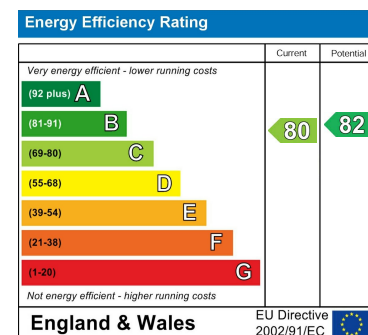 Energy Efficiency Rating
Current Potential
Very energy efficient - lower running costs
(92 plus) A
(81-91) B
(69-80) C
(55-68) D
(39-54) E
(21-38) F
(1-20) G
80
82
Not energy efficient - higher running costs
England & Wales
EU Directive
2002/91/EC